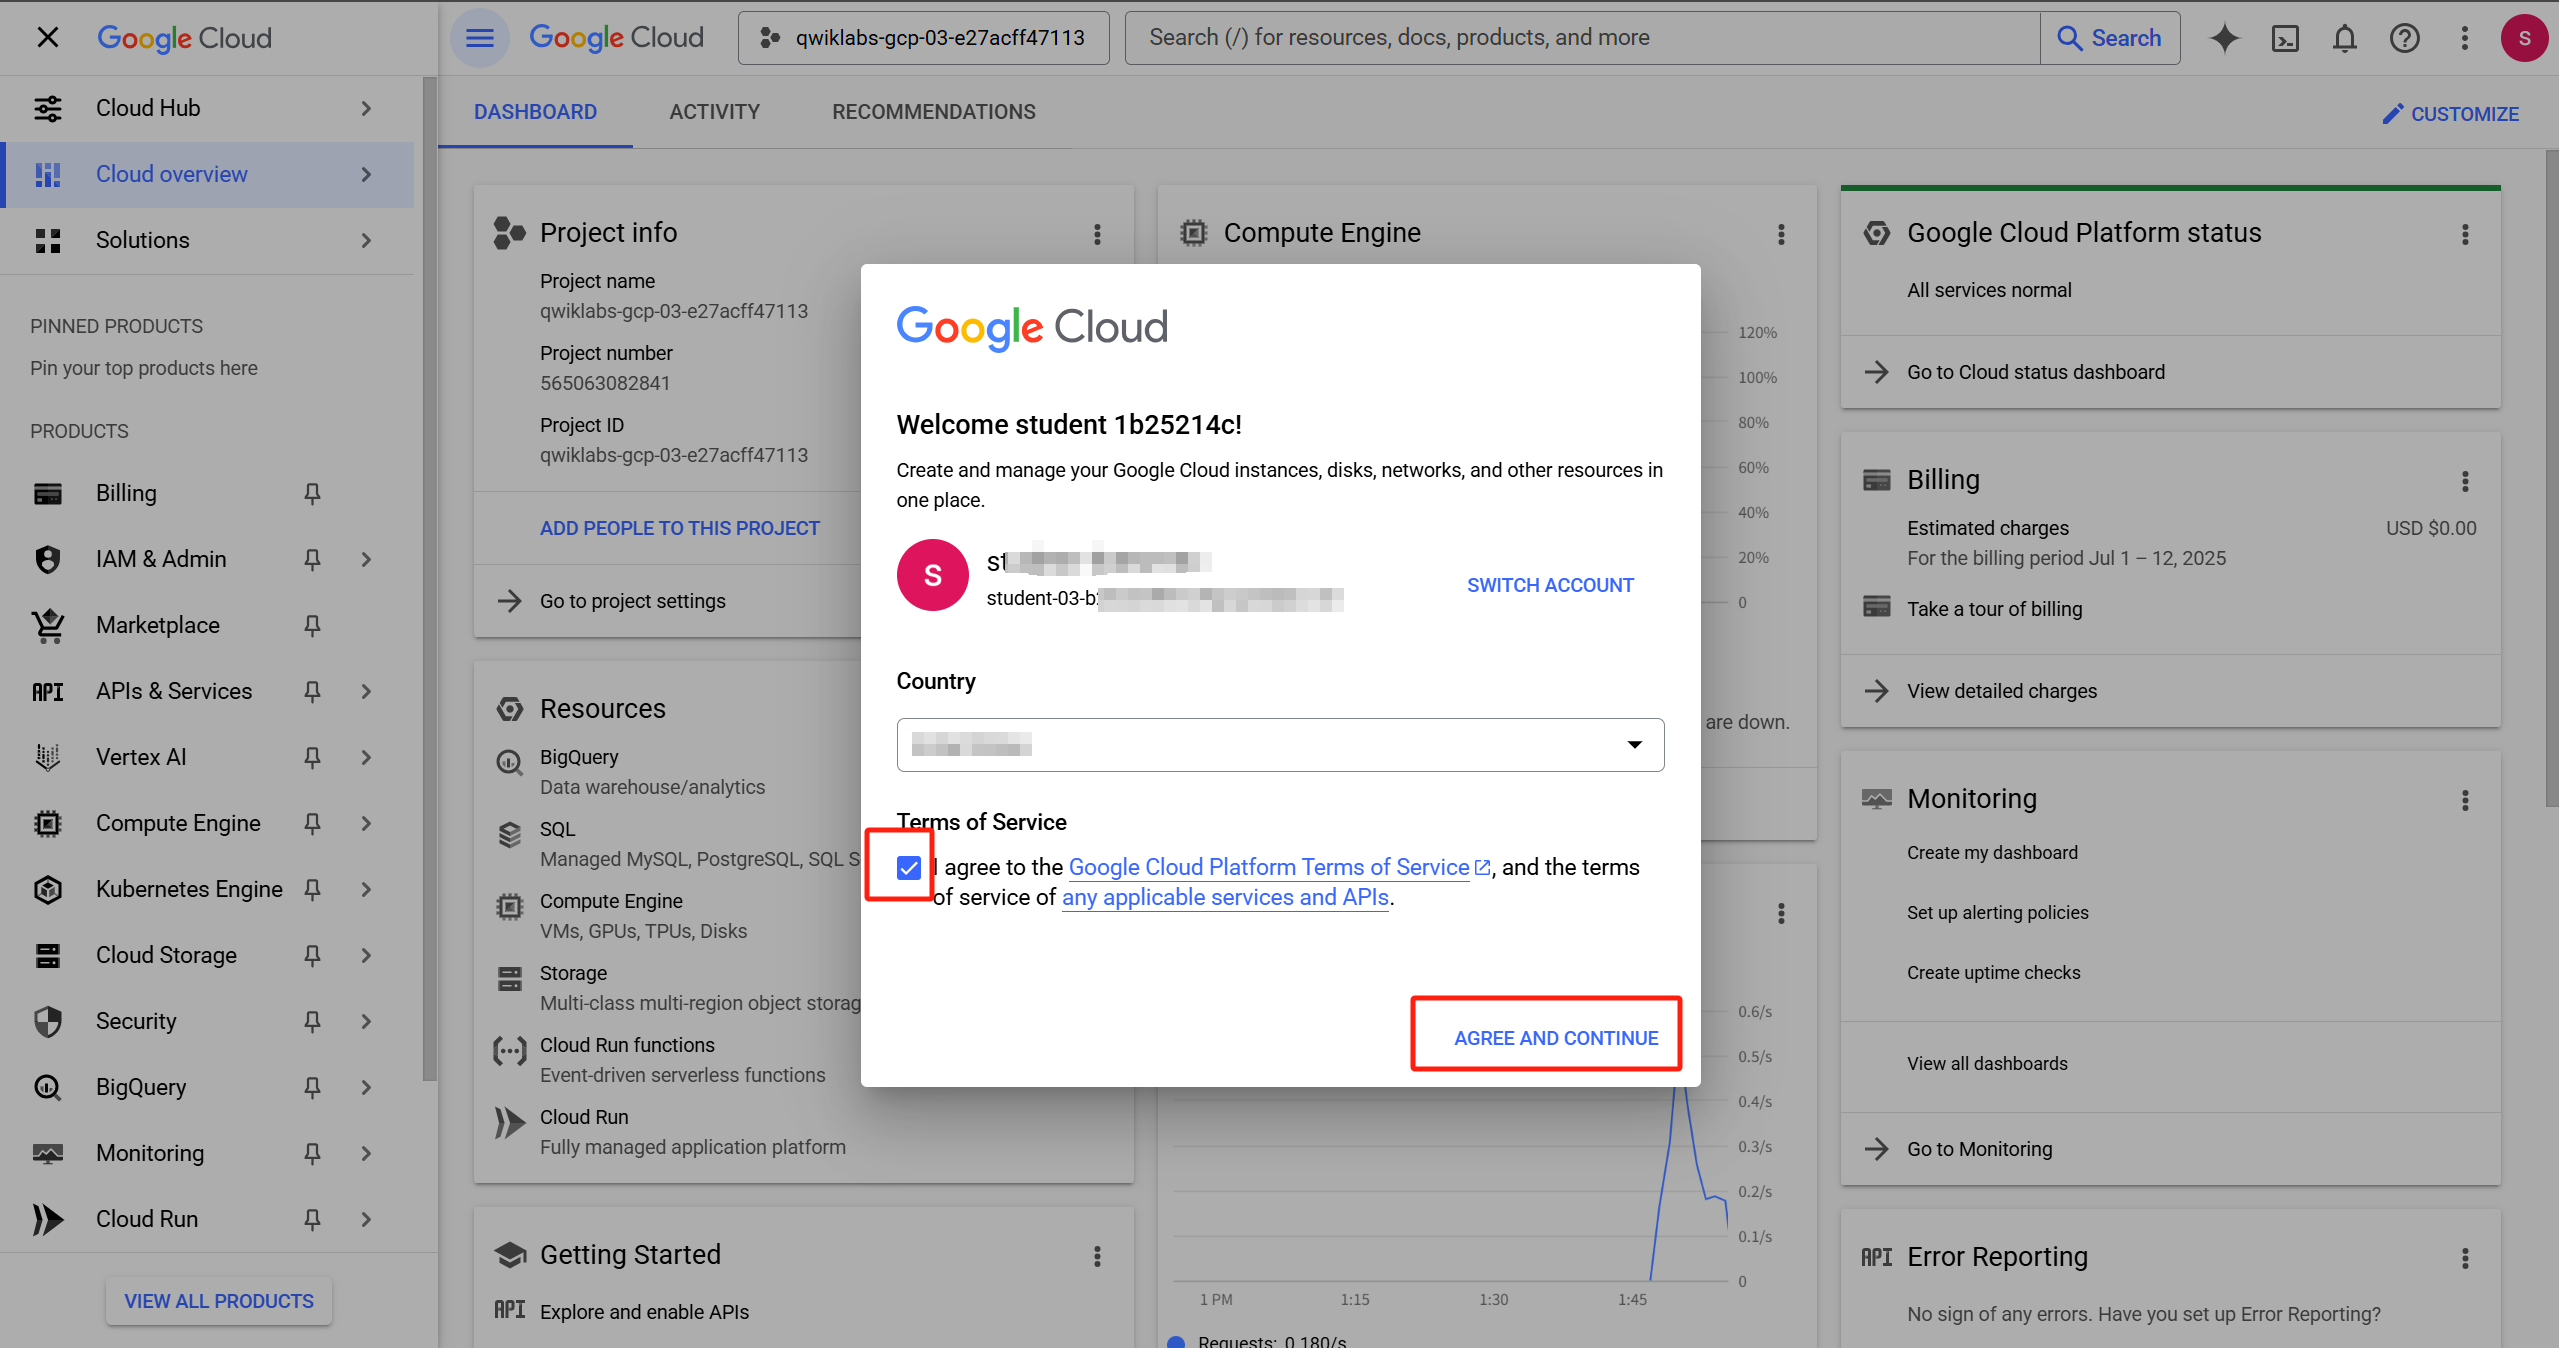 Google Cloud
Cloud Hub
Cloud overview
Solutions
PINNED PRODUCTS
Pin your top products here
PRODUCTS
Billing
IAM & Admin
Marketplace
API APIs & Services
Vertex AI
Compute Engine
Kubernetes Engine
Cloud Storage
Security
BigQuery
Monitoring
Cloud Run
VIEW ALL PRODUCTS
Google Cloud
qwiklabs-gcp-03-e27acff47113
Search (/) for resources, docs, products, and more
Search
S
DASHBOARD
ACTIVITY
RECOMMENDATIONS
CUSTOMIZE
Project info
Project name
qwiklabs-gcp-03-e27acff47113
Project number
565063082841
Project ID
qwiklabs-gcp-03-e27acff47113
ADD PEOPLE TO THIS PROJECT
Go to project settings
Resources
BigQuery
Data warehouse/analytics
SQL
Managed MySQL, PostgreSQL, SQL S
Compute Engine
VMs, GPUs, TPUs, Disks
Storage
Multi-class multi-region object storag
Cloud Run functions
Event-driven serverless functions
Cloud Run
Fully managed application platform
Getting Started
API Explore and enable APIs
Compute Engine
120%
100%
80%
60%
40%
20%
0
are down.
0.6/s
0.5/s
0.4/s
0.3/s
0.2/s
0.1/s
0
1 PM
1:15
1:30
1:45
Requests: 0.180/s
Google Cloud
Welcome student 1b25214c!
Create and manage your Google Cloud instances, disks, networks, and other resources in
one place.
S
st
student-03-b
SWITCH ACCOUNT
Country
Terms of Service
I agree to the Google Cloud Platform Terms of Service, and the terms
of service of any applicable services and APIs.
AGREE AND CONTINUE
Google Cloud Platform status
All services normal
Go to Cloud status dashboard
Billing
Estimated charges
USD $0.00
For the billing period Jul 1 – 12, 2025
Take a tour of billing
View detailed charges
Monitoring
Create my dashboard
Set up alerting policies
Create uptime checks
View all dashboards
Go to Monitoring
API Error Reporting
No sign of any errors. Have you set up Error Reporting?